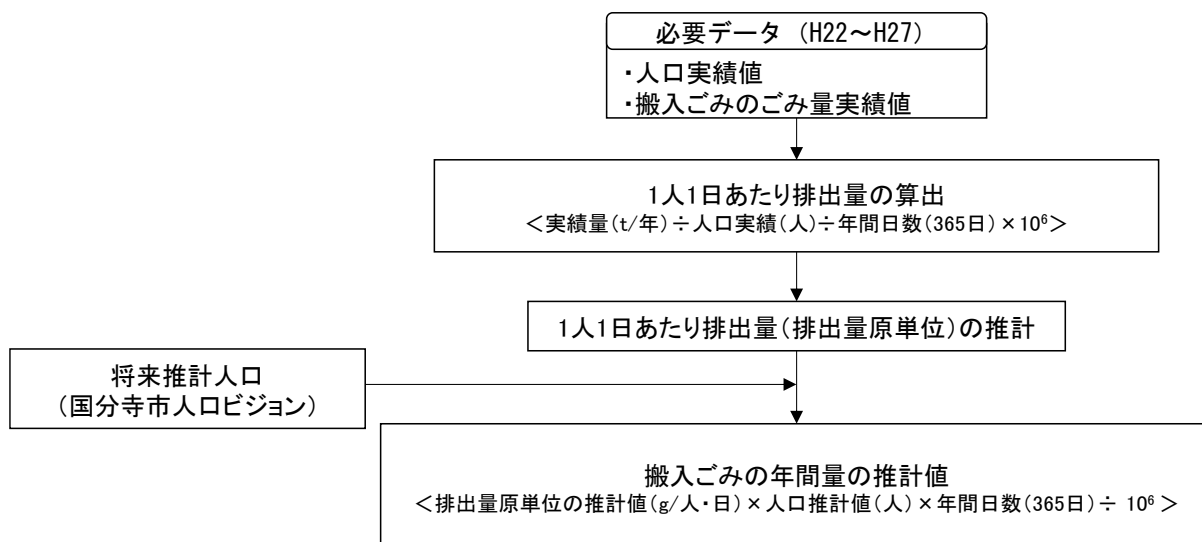 必要データ (H22～H27)
・人口実績値
・搬入ごみのごみ量実績値
1人1日あたり排出量の算出
＜実績量(t/年)÷人口実績(人)÷年間日数(365日)×10⁶＞
1人1日あたり排出量(排出量原単位)の推計
将来推計人口
(国分寺市人口ビジョン)
搬入ごみの年間量の推計値
＜排出量原単位の推計値(g/人・日)×人口推計値(人)×年間日数(365日)÷ 10⁶ ＞